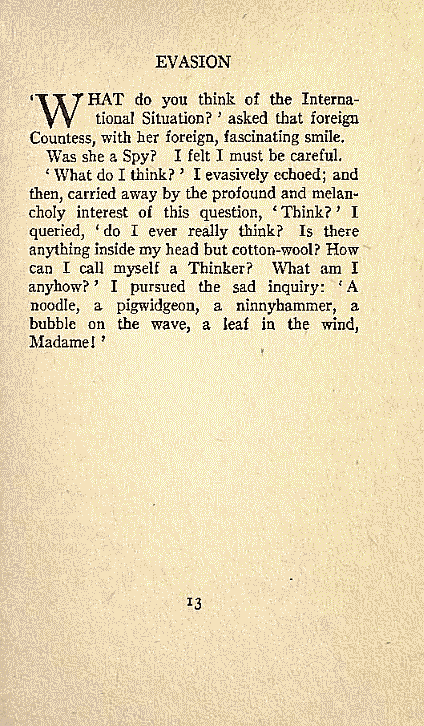 EVASION
‘WHAT do you think of the Interna-
tional Situation?’ asked that foreign
Countess, with her foreign, fascinating smile.
Was she a Spy? I felt I must be careful.
‘What do I think?’ I evasively echoed; and
then, carried away by the profound and melan-
choly interest of this question, ‘Think?’ I
queried, ‘do I ever really think? Is there
anything inside my head but cotton-wool? How
can I call myself a Thinker? What am I
anyhow?’ I pursued the sad inquiry: ‘A
noodle, a pigwidgeon, a ninnyhammer, a
bubble on the wave, a leaf in the wind,
Madame!’
13